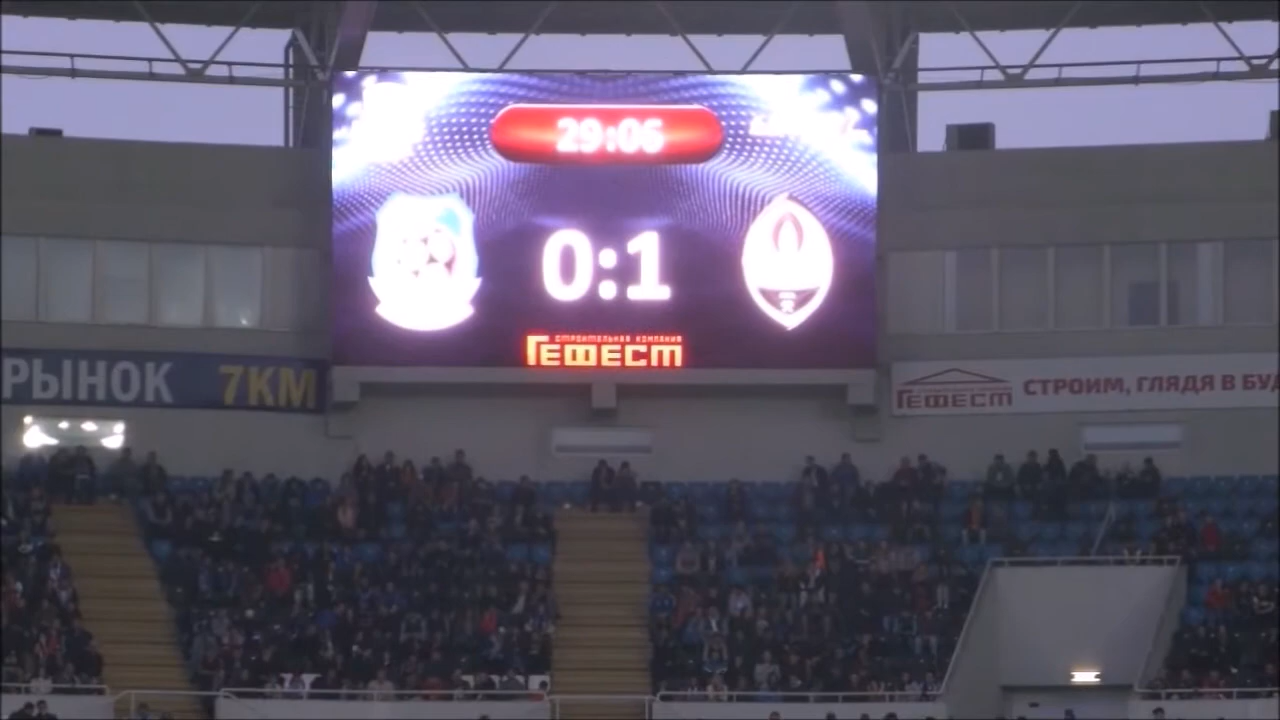 29:06
0:1
СТРОИТЕЛЬНАЯ КОМПАНИЯ
ГЕФЕСТ
РЫНОК 7КМ
ГЕФЕСТ
СТРОИМ, ГЛЯДЯ В БУД